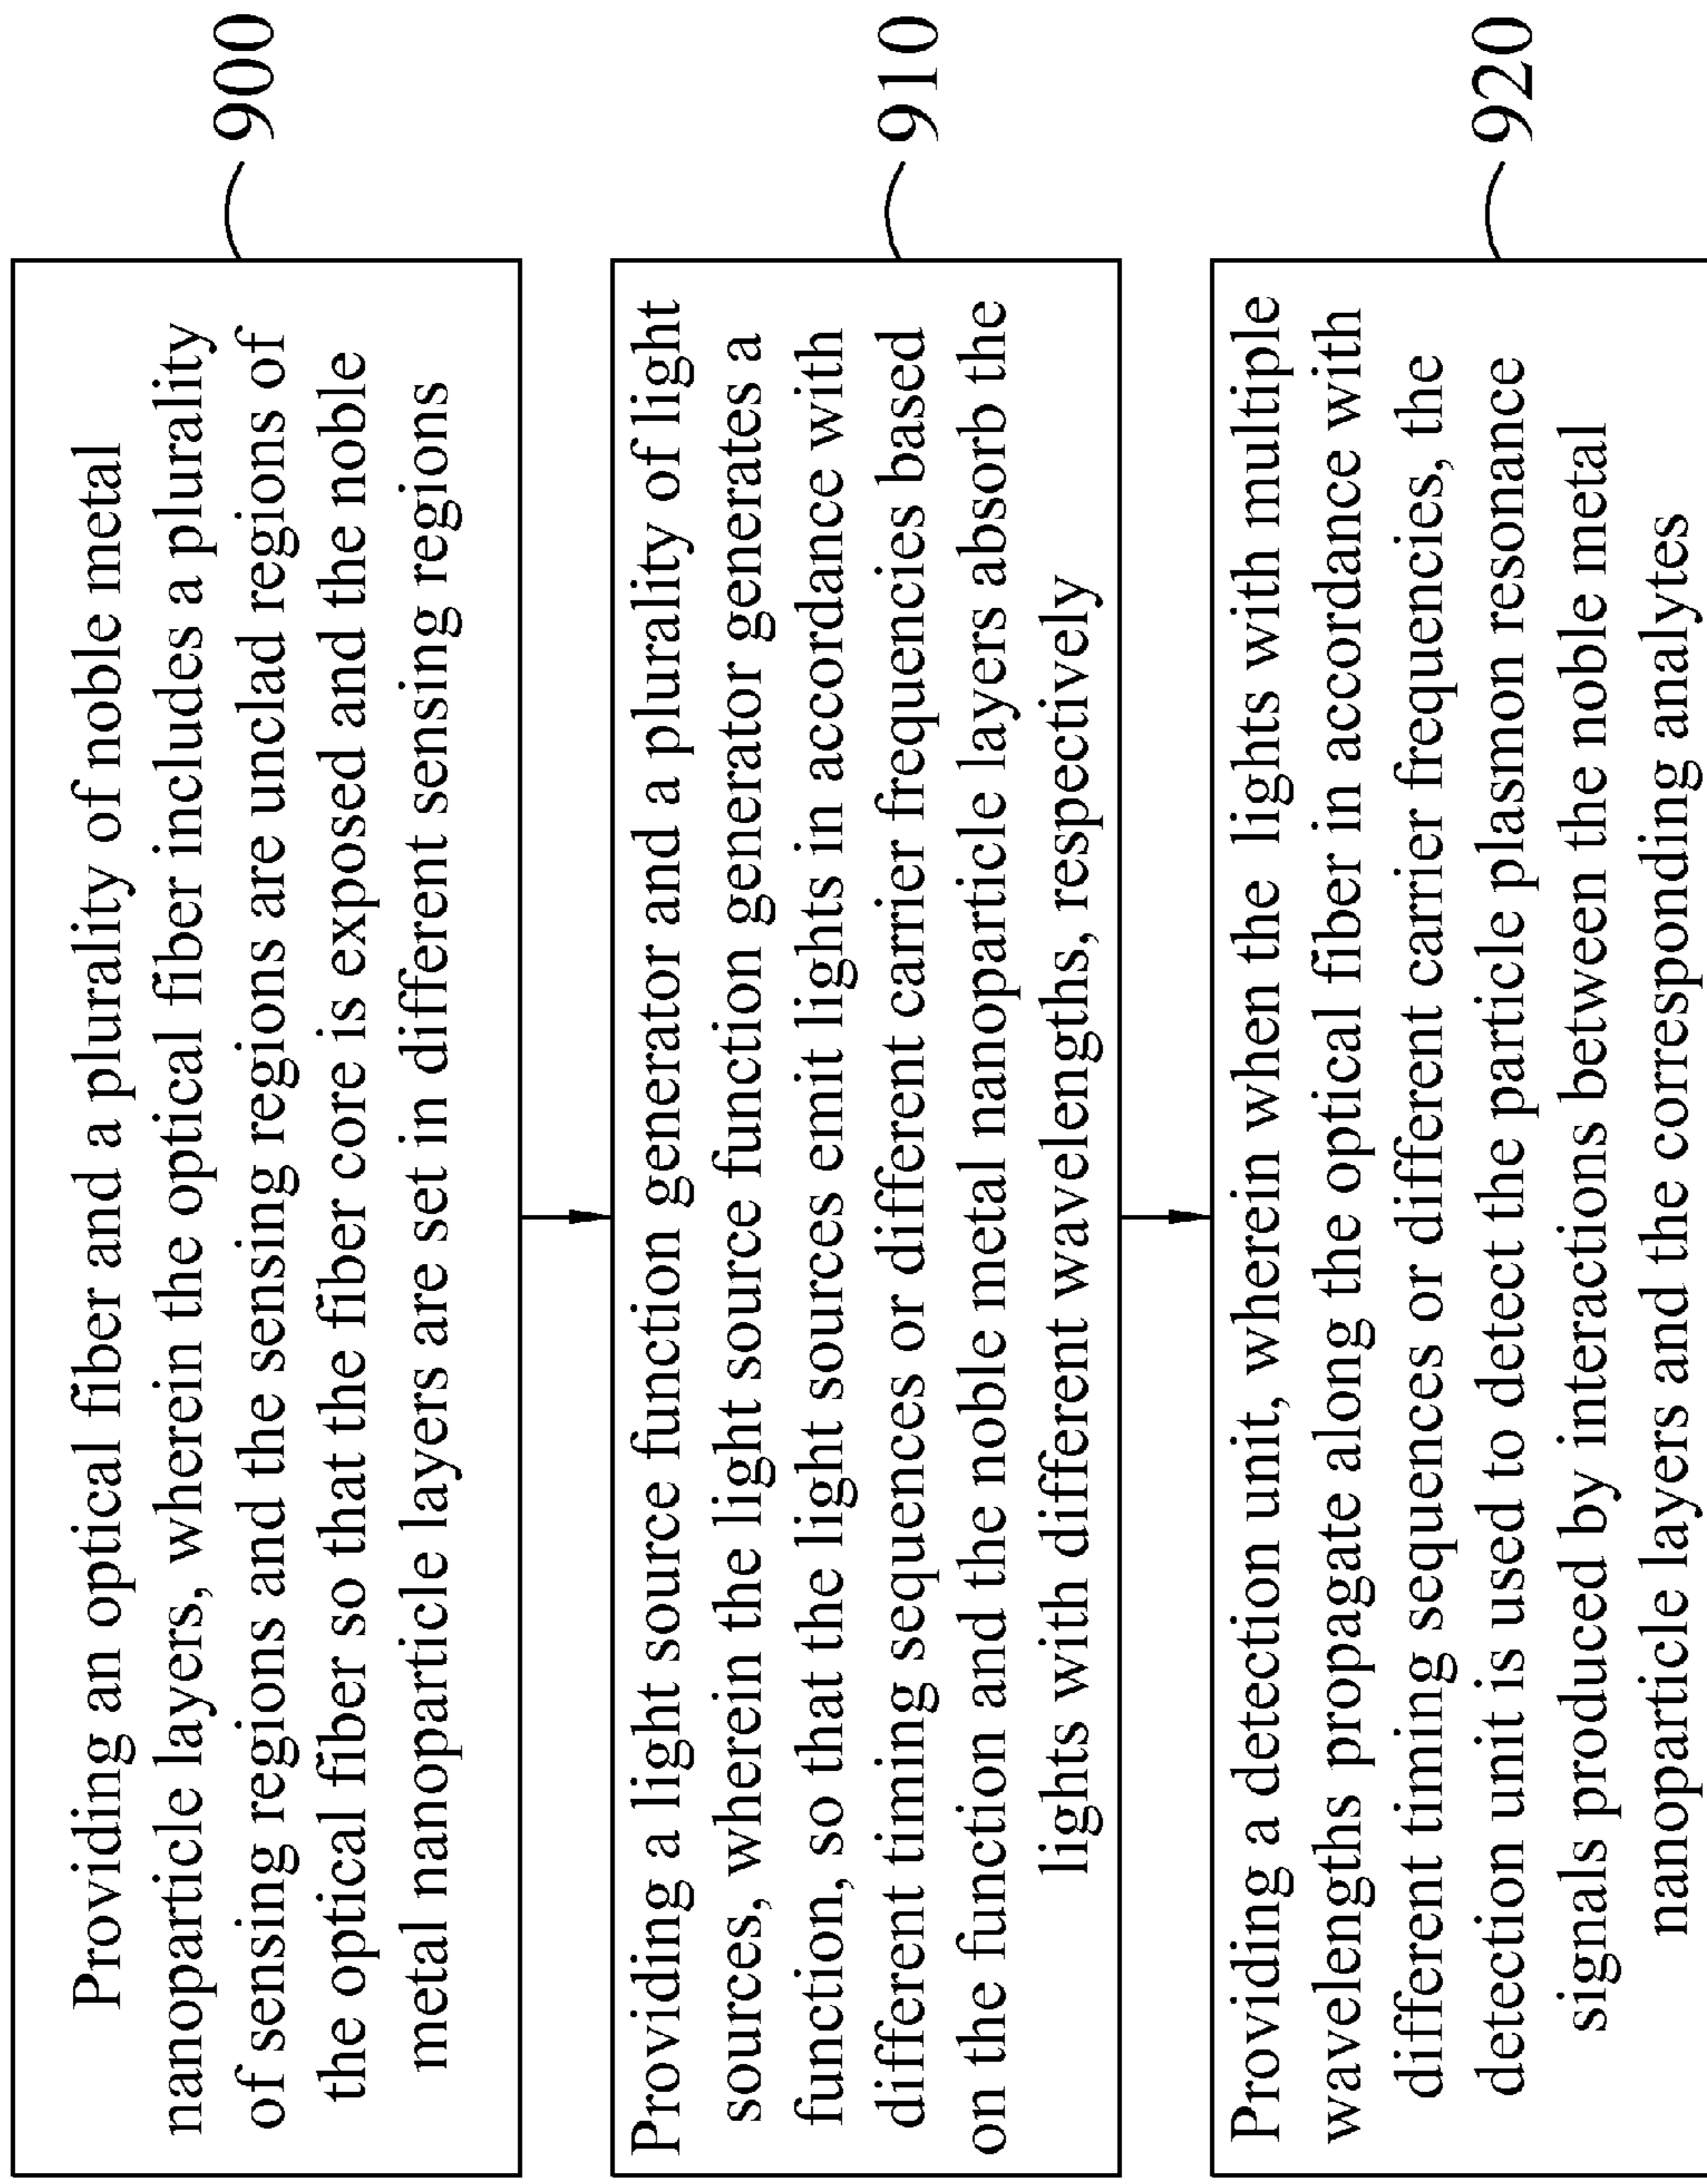 Providing an optical fiber and a plurality of noble metal
nanoparticle layers, wherein the optical fiber includes a plurality
of sensing regions and the sensing regions are unclad regions of
the optical fiber so that the fiber core is exposed and the noble
metal nanoparticle layers are set in different sensing regions
900
Providing a light source function generator and a plurality of light
sources, wherein the light source function generator generates a
function, so that the light sources emit lights in accordance with
different timing sequences or different carrier frequencies based
on the function and the noble metal nanoparticle layers absorb the
lights with different wavelengths, respectively
910
Providing a detection unit, wherein when the lights with multiple
wavelengths propagate along the optical fiber in accordance with
different timing sequences or different carrier frequencies, the
detection unit is used to detect the particle plasmon resonance
signals produced by interactions between the noble metal
nanoparticle layers and the corresponding analytes
920